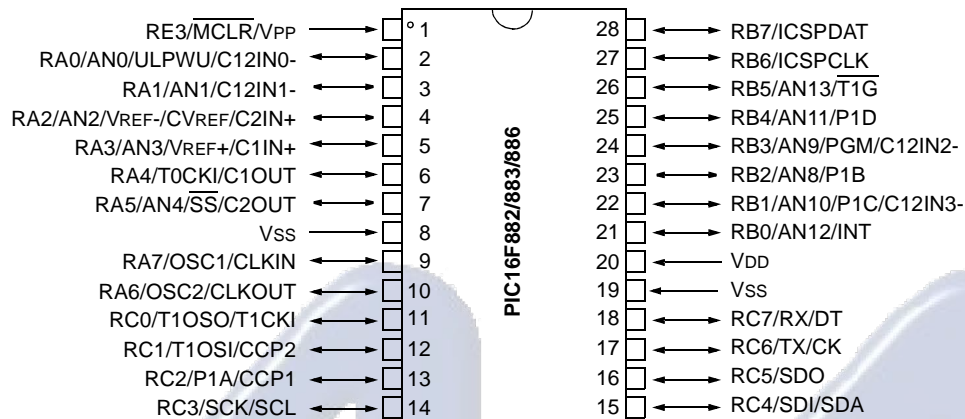 RE3/MCLR/VPP 1
RA0/AN0/ULPWU/C12IN0- 2
RA1/AN1/C12IN1- 3
RA2/AN2/VREF-/CVREF/C2IN+ 4
RA3/AN3/VREF+/C1IN+ 5
RA4/T0CKI/C1OUT 6
RA5/AN4/SS/C2OUT 7
VSS 8
RA7/OSC1/CLKIN 9
RA6/OSC2/CLKOUT 10
RC0/T1OSO/T1CKI 11
RC1/T1OSI/CCP2 12
RC2/P1A/CCP1 13
RC3/SCK/SCL 14
PIC16F882/883/886
28 RB7/ICSPDAT
27 RB6/ICSPCLK
26 RB5/AN13/T1G
25 RB4/AN11/P1D
24 RB3/AN9/PGM/C12IN2-
23 RB2/AN8/P1B
22 RB1/AN10/P1C/C12IN3-
21 RB0/AN12/INT
20 VDD
19 VSS
18 RC7/RX/DT
17 RC6/TX/CK
16 RC5/SDO
15 RC4/SDI/SDA